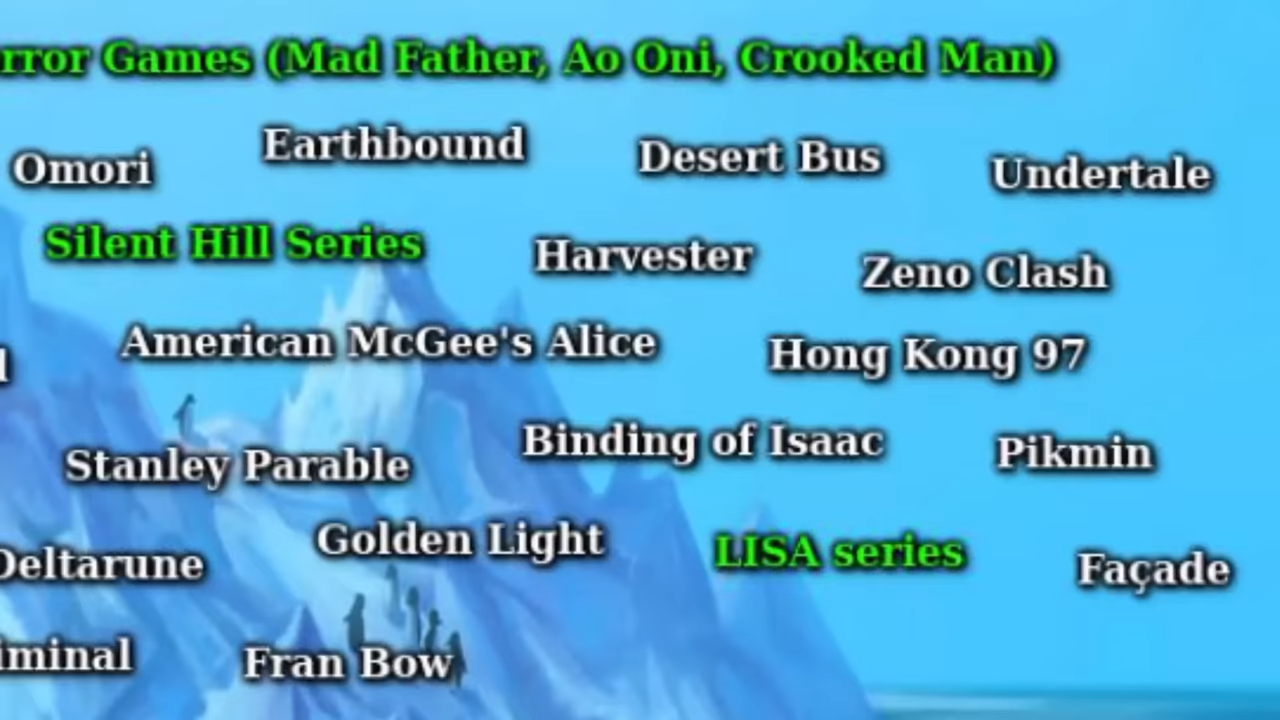 rror Games (Mad Father, Ao Oni, Crooked Man)
Omori
Earthbound
Desert Bus
Undertale
Silent Hill Series
Harvester
Zeno Clash
American McGee's Alice
Hong Kong 97
Stanley Parable
Binding of Isaac
Pikmin
Deltarune
Golden Light
LISA series
Façade
iminal
Fran Bow